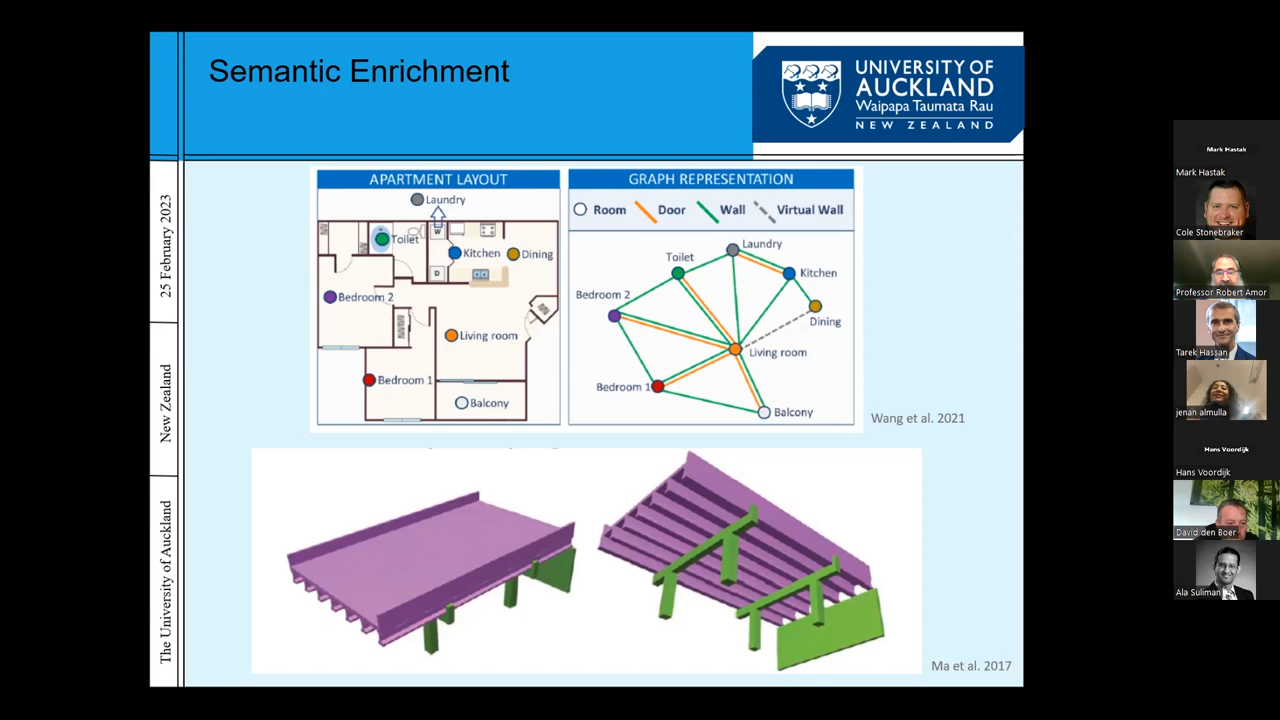 Semantic Enrichment
UNIVERSITY OF
AUCKLAND
Waipapa Taumata Rau
NEW ZEALAND
25 February 2023
New Zealand
The University of Auckland
APARTMENT LAYOUT
Laundry
Toilet
W
Kitchen
Dining
D
Bedroom 2
Living room
Bedroom 1
Balcony
GRAPH REPRESENTATION
Room
Door
Wall
Virtual Wall
Laundry
Toilet
Kitchen
Bedroom 2
Dining
Living room
Bedroom 1
Balcony
Wang et al. 2021
Ma et al. 2017
Mark Hastak
Mark Hastak
Cole Stonebraker
Professor Robert Amor
Tarek Hassan
jenan almulla
Hans Voordijk
Hans Voordijk
David den Boer
Ala Suliman